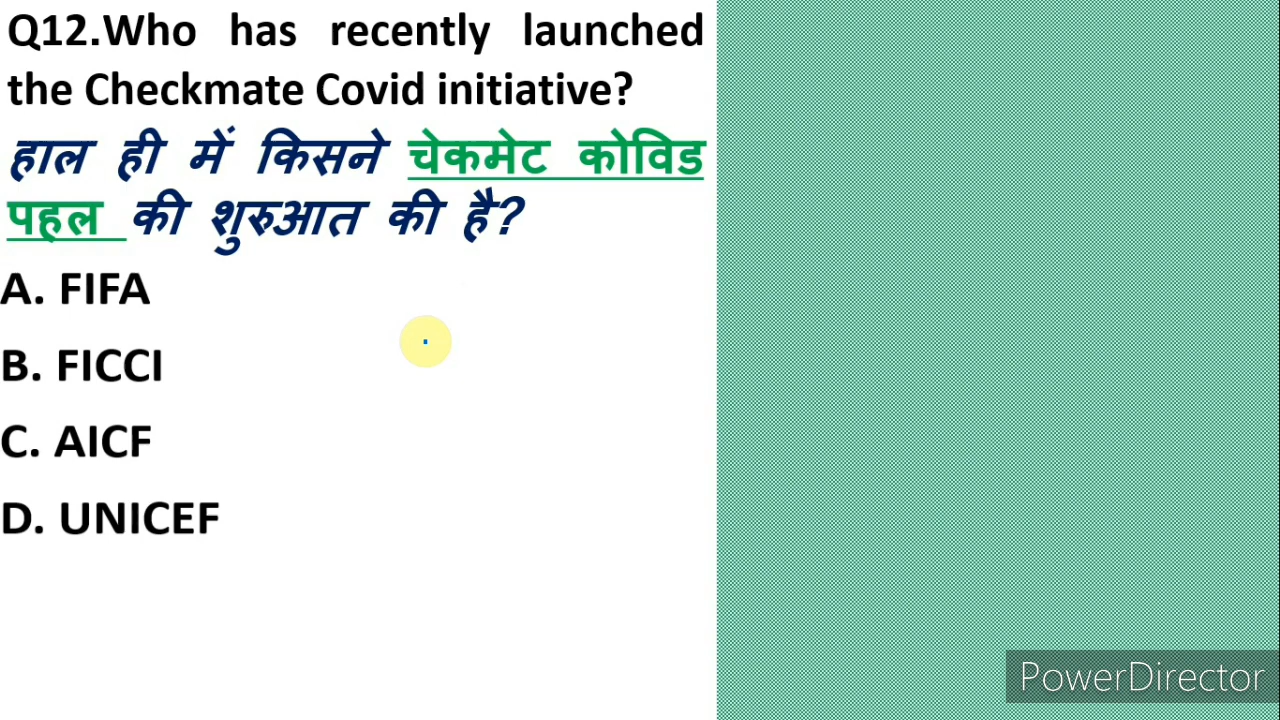 Q12.Who has recently launched
the Checkmate Covid initiative?
हाल ही में किसने चेकमेट कोविड
पहल की शुरुआत की है?
A. FIFA
B. FICCI
C. AICF
D. UNICEF
PowerDirector